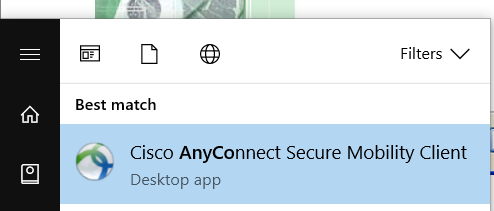 Filters
Best match
Cisco AnyConnect Secure Mobility Client
Desktop app